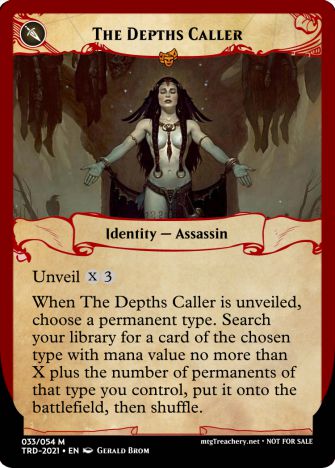 THE DEPTHS CALLER
Identity — Assassin
Unveil X 3
When The Depths Caller is unveiled,
choose a permanent type. Search
your library for a card of the chosen
type with mana value no more than
X plus the number of permanents of
that type you control, put it onto the
battlefield, then shuffle.
033/054 M
TRD-2021 • EN GERALD BROM
mtgTreachery.net • NOT FOR SALE